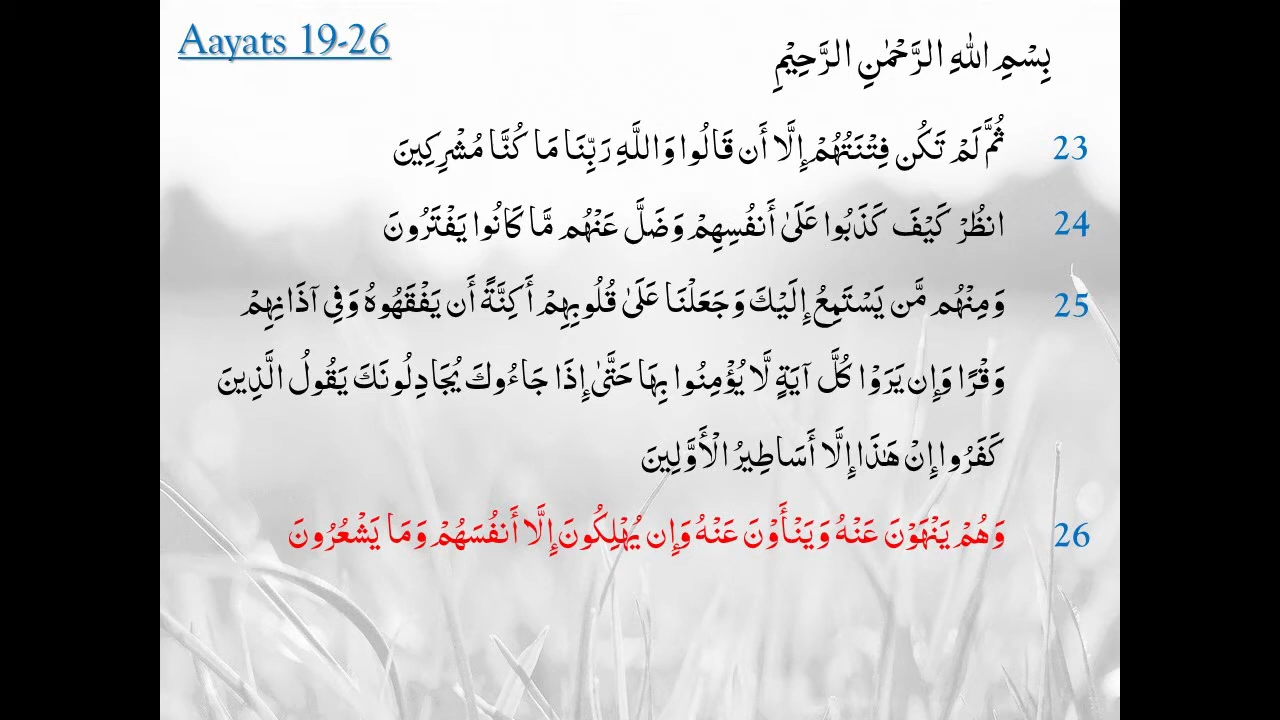 Aayats 19-26
بِسْمِ اللهِ الرَّحْمٰنِ الرَّحِيْمِ
23 ثُمَّ لَمْ تَكُن فِتْنَتُهُمْ إِلَّا أَن قَالُوا وَاللَّهِ رَبِّنَا مَا كُنَّا مُشْرِكِينَ
24 انظُرْ كَيْفَ كَذَبُوا عَلَىٰ أَنفُسِهِمْ وَضَلَّ عَنْهُم مَّا كَانُوا يَفْتَرُونَ
25 وَمِنْهُم مَّن يَسْتَمِعُ إِلَيْكَ وَجَعَلْنَا عَلَىٰ قُلُوبِهِمْ أَكِنَّةً أَن يَفْقَهُوهُ وَفِي آذَانِهِمْ
وَقْرًا وَإِن يَرَوْا كُلَّ آيَةٍ لَّا يُؤْمِنُوا بِهَا حَتَّىٰ إِذَا جَاءُوكَ يُجَادِلُونَكَ يَقُولُ الَّذِينَ
كَفَرُوا إِنْ هَٰذَا إِلَّا أَسَاطِيرُ الْأَوَّلِينَ
26 وَهُمْ يَنْهَوْنَ عَنْهُ وَيَنْأَوْنَ عَنْهُ وَإِن يُهْلِكُونَ إِلَّا أَنفُسَهُمْ وَمَا يَشْعُرُونَ